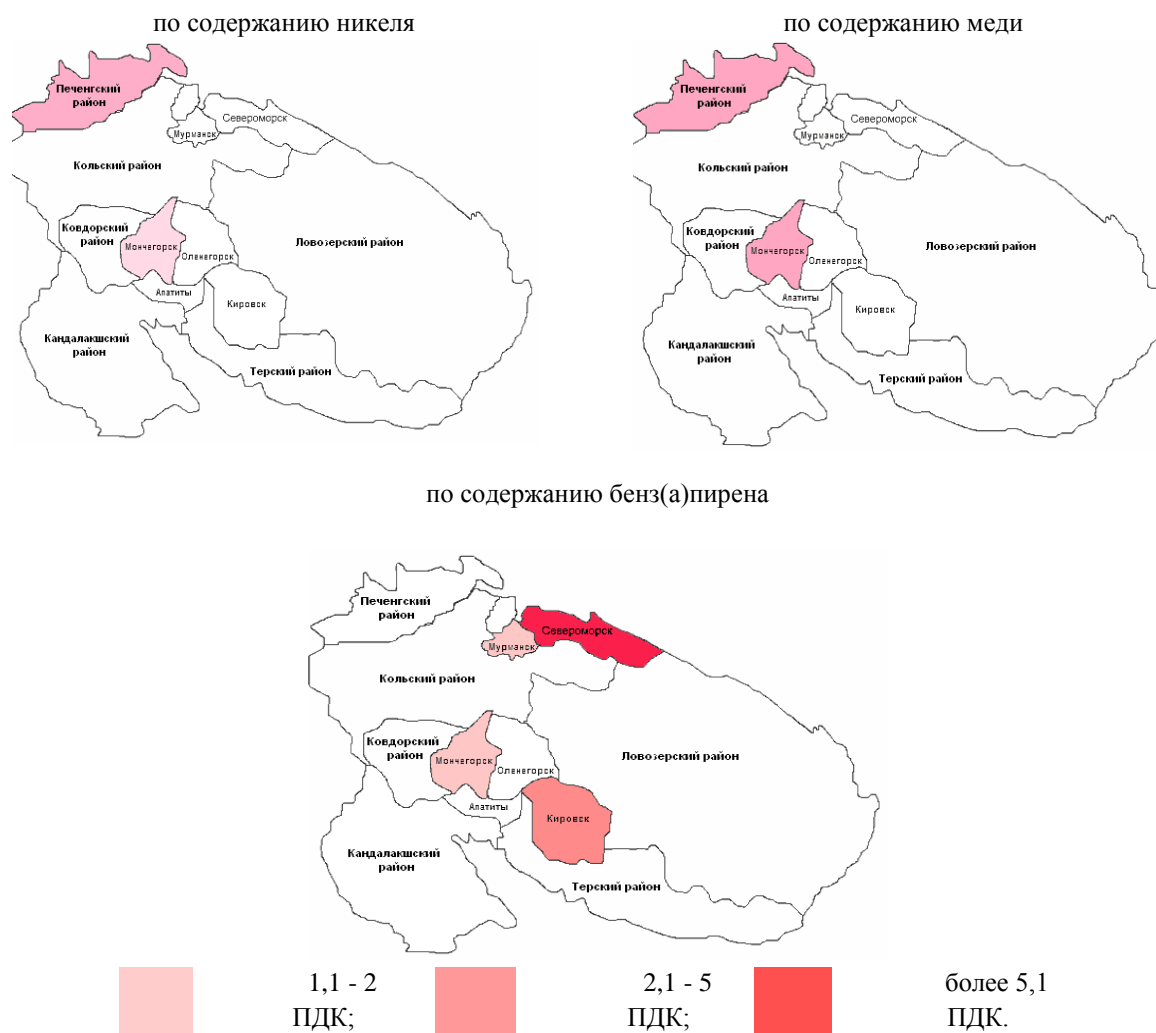 по содержанию никеля
Печенгский
район
Североморск
Мурманск
Кольский район
Ковдорский
район
Мончегорск
Оленегорск
Ловозерский район
Апатиты
Кировск
Кандалакшский
район
Терский район
по содержанию меди
Печенгский
район
Североморск
Мурманск
Кольский район
Ковдорский
район
Мончегорск
Оленегорск
Ловозерский район
Апатиты
Кировск
Кандалакшский
район
Терский район
по содержанию бенз(а)пирена
Печенгский
район
Североморск
Мурманск
Кольский район
Ковдорский
район
Мончегорск
Оленегорск
Ловозерский район
Апатиты
Кировск
Кандалакшский
район
Терский район
1,1 - 2
ПДК;
2,1 - 5
ПДК;
более 5,1
ПДК.